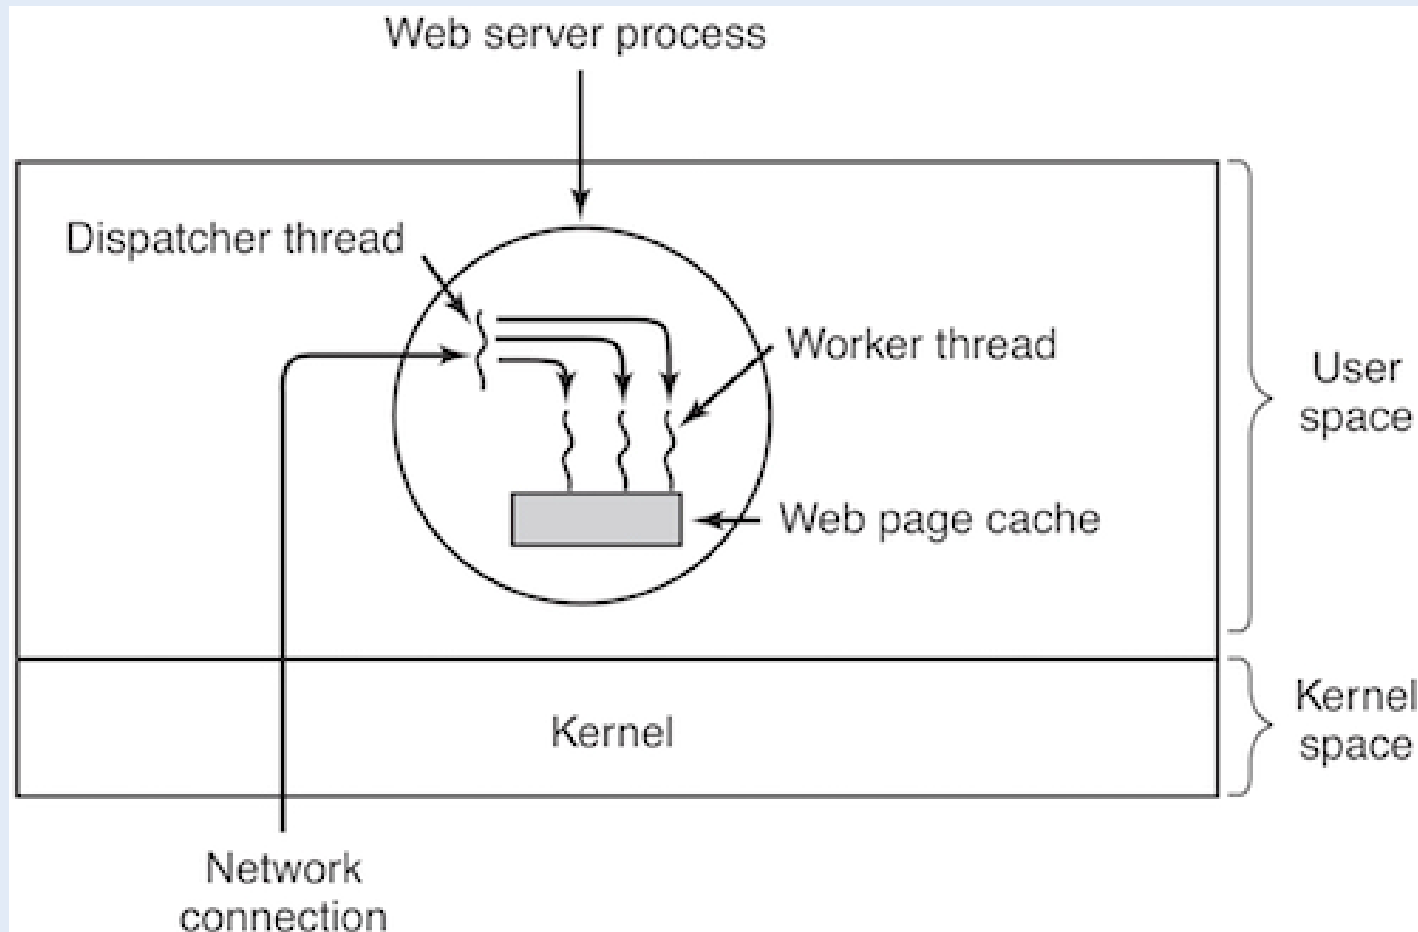 Web server process
Dispatcher thread
Worker thread
User
space
Web page cache
Kernel
Kernel
space
Network
connection